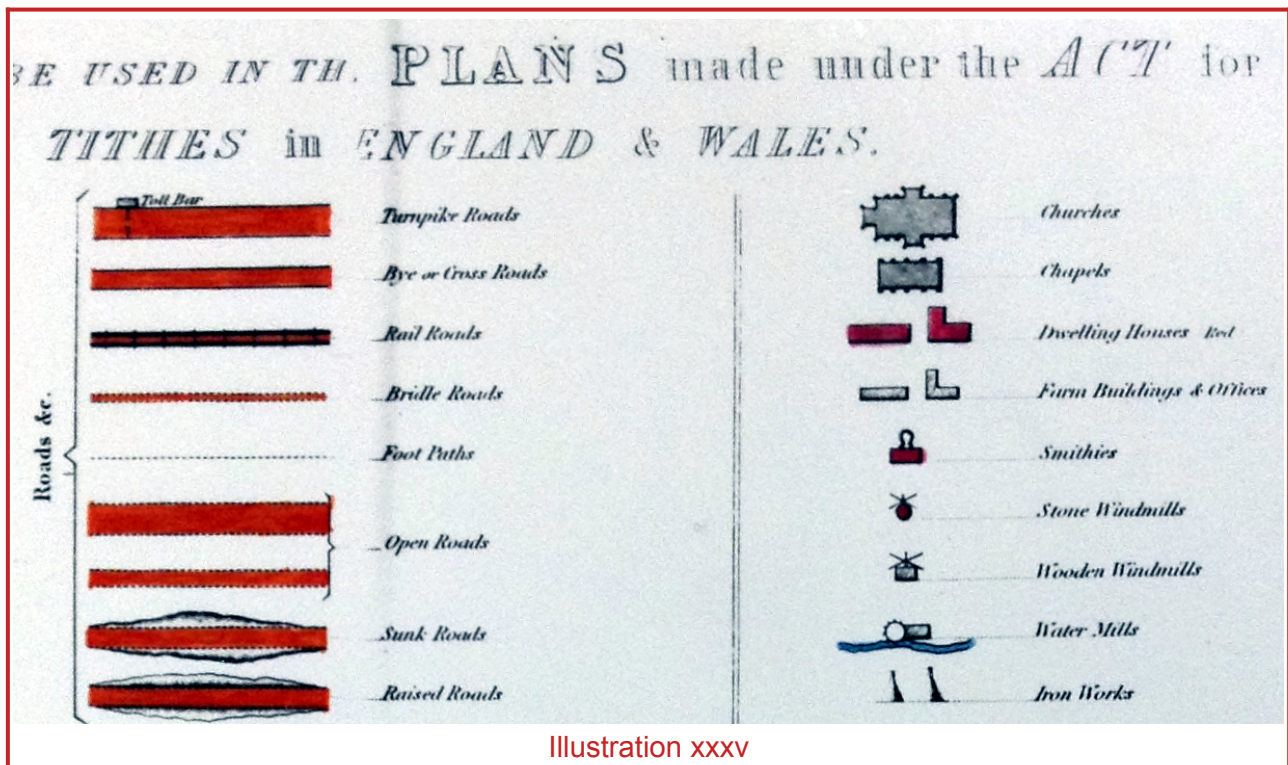 BE USED IN TH. PLANS made under the ACT for
TITHES in ENGLAND & WALES.
Roads &c.
Toll Bar
Turnpike Roads
Bye or Cross Roads
Rail Roads
Bridle Roads
Foot Paths
Open Roads
Sunk Roads
Raised Roads
Churches
Chapels
Dwelling Houses Red
Farm Buildings & Offices
Smithies
Stone Windmills
Wooden Windmills
Water Mills
Iron Works
Illustration xxxv